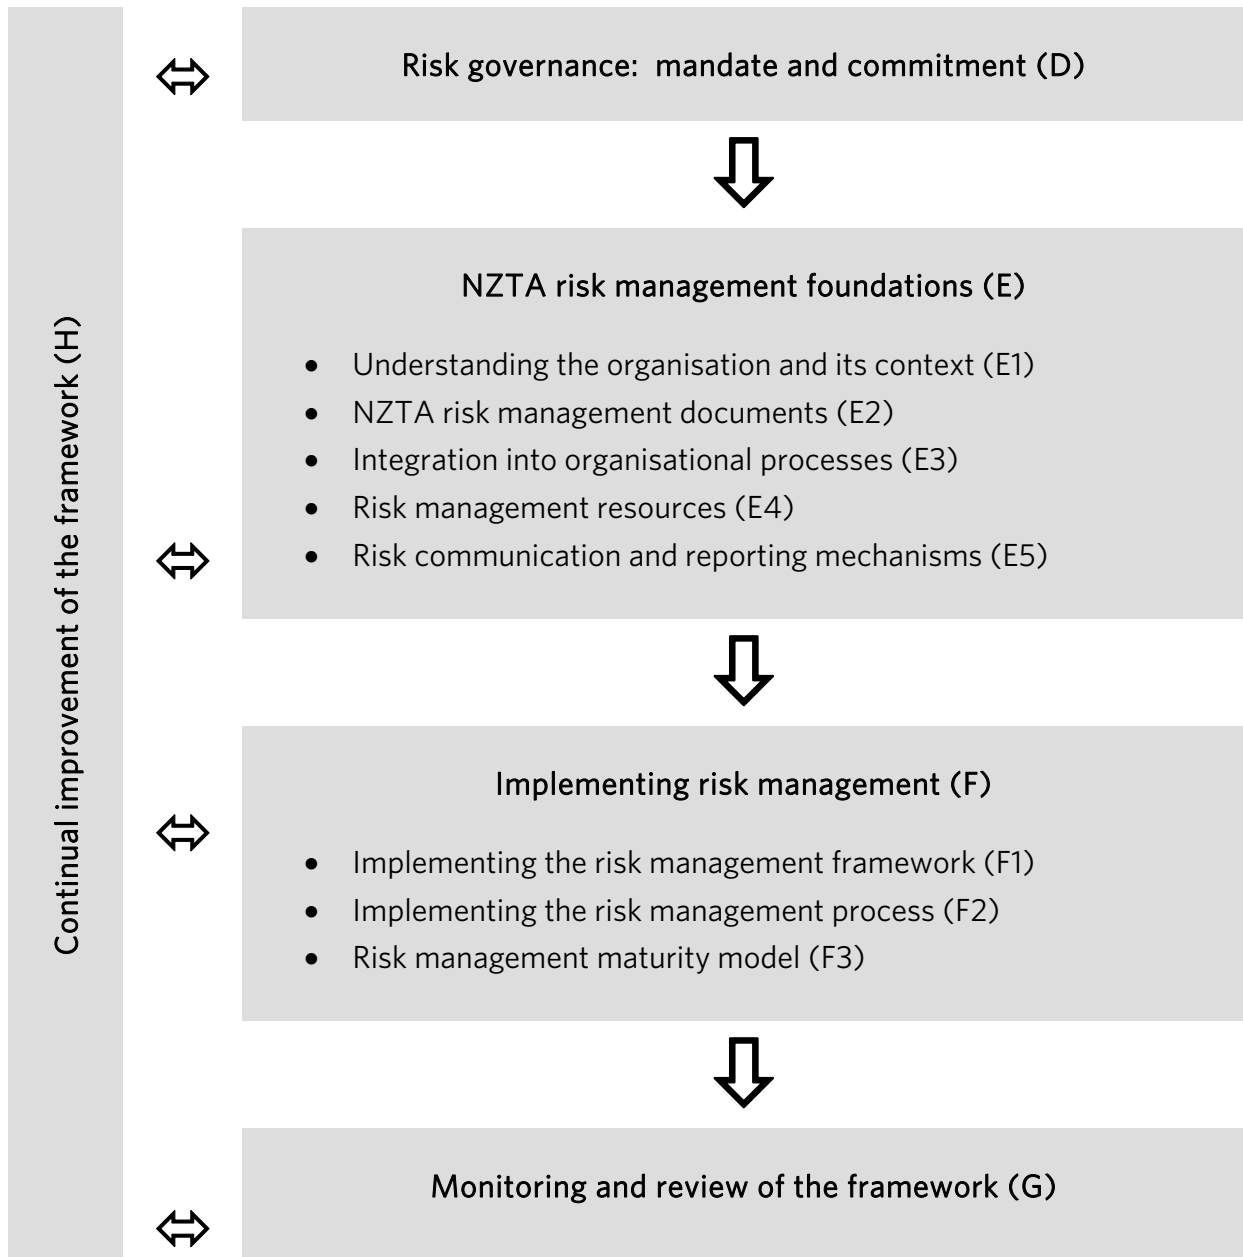 Continual improvement of the framework (H)
Risk governance:  mandate and commitment (D)
NZTA risk management foundations (E)
• Understanding the organisation and its context (E1)
• NZTA risk management documents (E2)
• Integration into organisational processes (E3)
• Risk management resources (E4)
• Risk communication and reporting mechanisms (E5)
Implementing risk management (F)
• Implementing the risk management framework (F1)
• Implementing the risk management process (F2)
• Risk management maturity model (F3)
Monitoring and review of the framework (G)